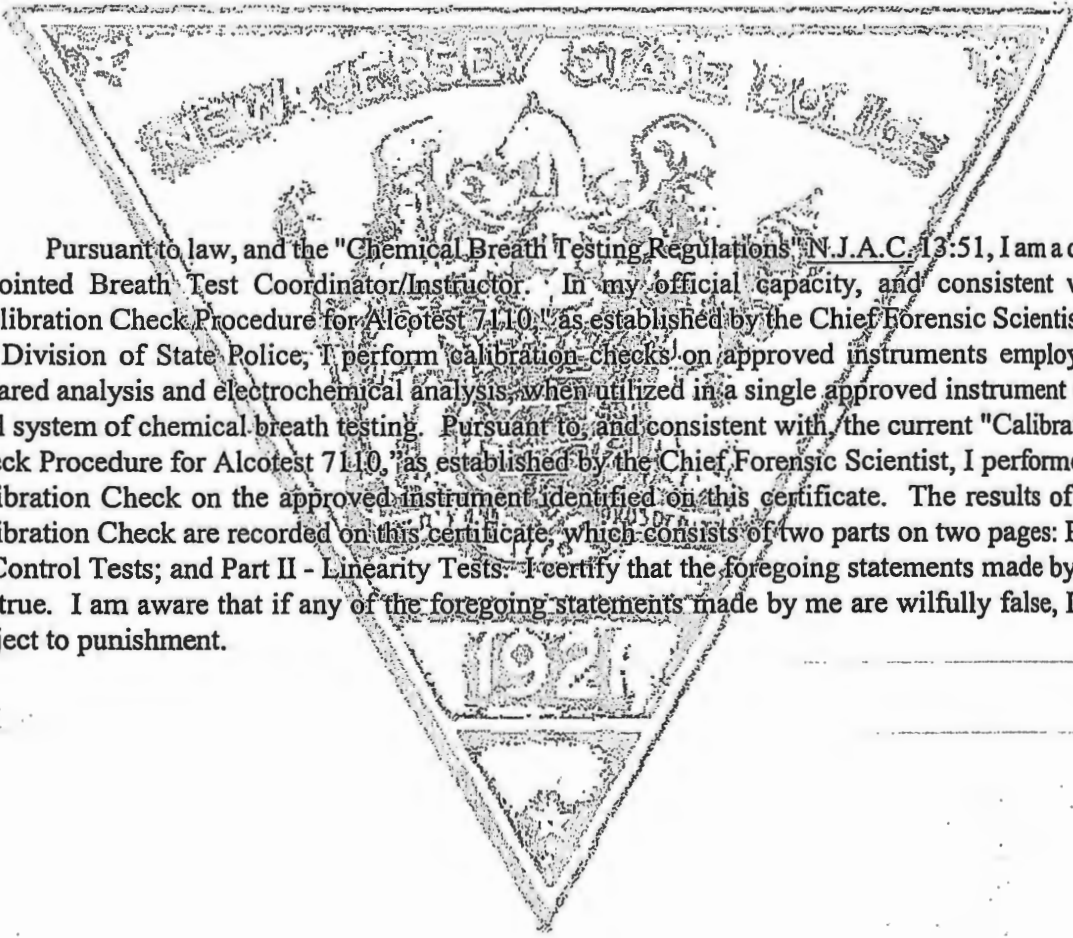 NEW JERSEY STATE POLICE
Pursuant to law, and the "Chemical Breath Testing Regulations" N.J.A.C. 13:51, I am a d
ointed Breath Test Coordinator/Instructor. In my official capacity, and consistent v
libration Check Procedure for Alcotest 7110," as established by the Chief Forensic Scientis
Division of State Police, I perform calibration checks on approved instruments employ
ared analysis and electrochemical analysis, when utilized in a single approved instrument
l system of chemical breath testing. Pursuant to, and consistent with, the current "Calibra
ck Procedure for Alcotest 7110," as established by the Chief Forensic Scientist, I performe
ibration Check on the approved instrument identified on this certificate. The results of
ibration Check are recorded on this certificate, which consists of two parts on two pages: P
Control Tests; and Part II - Linearity Tests. I certify that the foregoing statements made by
true. I am aware that if any of the foregoing statements made by me are wilfully false, I
ject to punishment.
1921